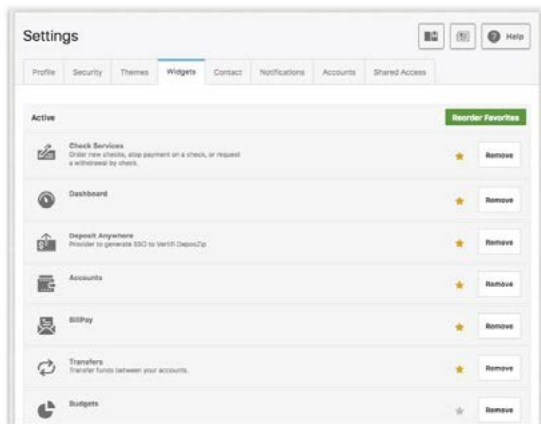 Settings
Help
Profile Security Themes Widgets Contact Notifications Accounts Shared Access
Active
Reorder Favorites
Check Services
Order new checks, stop payment on a check, or request
a withdrawal by check.
Remove
Dashboard
Remove
Deposit Anywhere
Provider to generate SSO to Vertifi DeposZip
Remove
Accounts
Remove
BillPay
Remove
Transfers
Transfer funds between your accounts.
Remove
Budgets
Remove